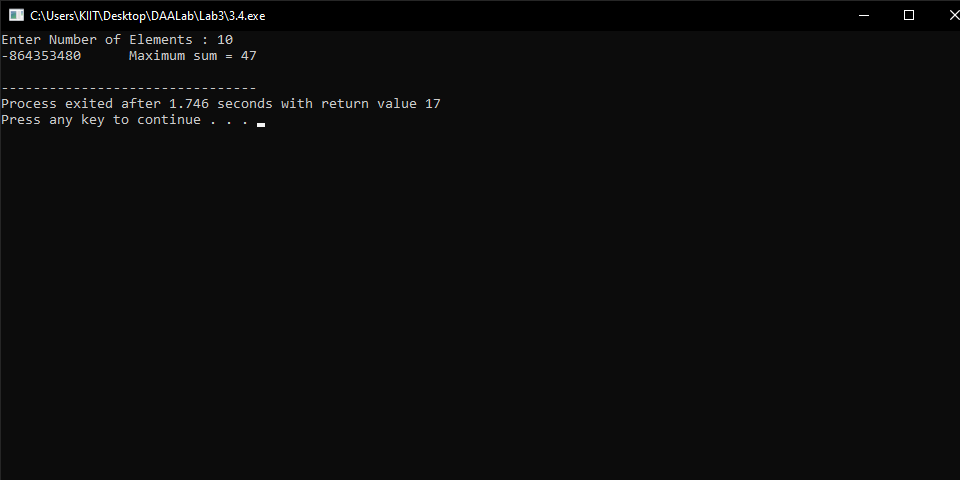 C:\Users\KIIT\Desktop\DAALab\Lab3\3.4.exe
Enter Number of Elements : 10
-864353480      Maximum sum = 47
--------------------------------
Process exited after 1.746 seconds with return value 17
Press any key to continue . . .